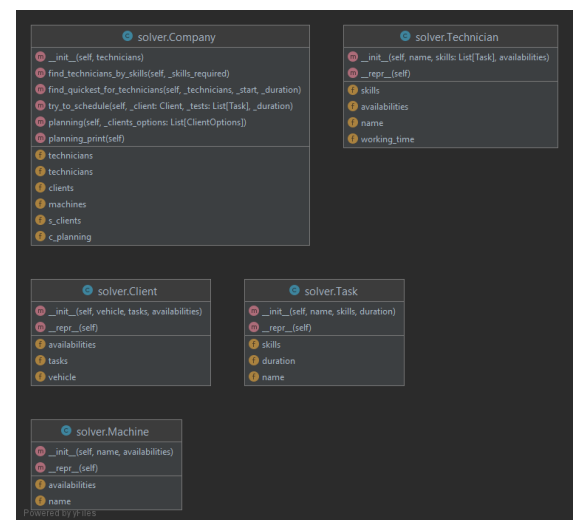 solver.Company
__init__(self, technicians)
find_technicians_by_skills(self, _skills_required)
find_quickest_for_technicians(self, _technicians, _start, _duration)
try_to_schedule(self, _client: Client, _tests: List[Task], _duration)
planning(self, _clients_options: List[ClientOptions])
planning_print(self)
technicians
technicians
clients
machines
s_clients
c_planning
solver.Technician
__init__(self, name, skills: List[Task], availabilities)
__repr__(self)
skills
availabilities
name
working_time
solver.Client
__init__(self, vehicle, tasks, availabilities)
__repr__(self)
availabilities
tasks
vehicle
solver.Task
__init__(self, name, skills, duration)
__repr__(self)
skills
duration
name
solver.Machine
__init__(self, name, availabilities)
__repr__(self)
availabilities
name
Powered by yFiles